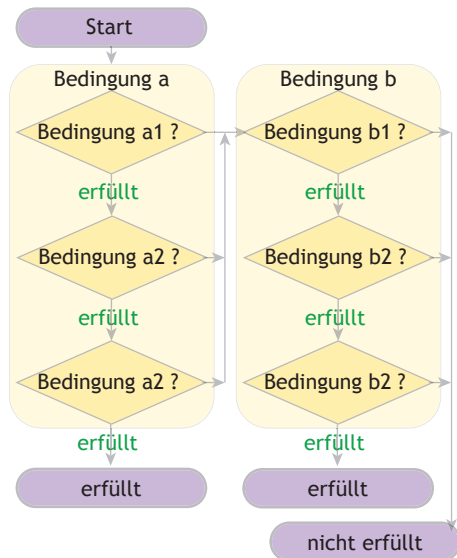 Start
Bedingung a
Bedingung a1 ?
erfüllt
Bedingung a2 ?
erfüllt
Bedingung a2 ?
erfüllt
erfüllt
Bedingung b
Bedingung b1 ?
erfüllt
Bedingung b2 ?
erfüllt
Bedingung b2 ?
erfüllt
erfüllt
nicht erfüllt